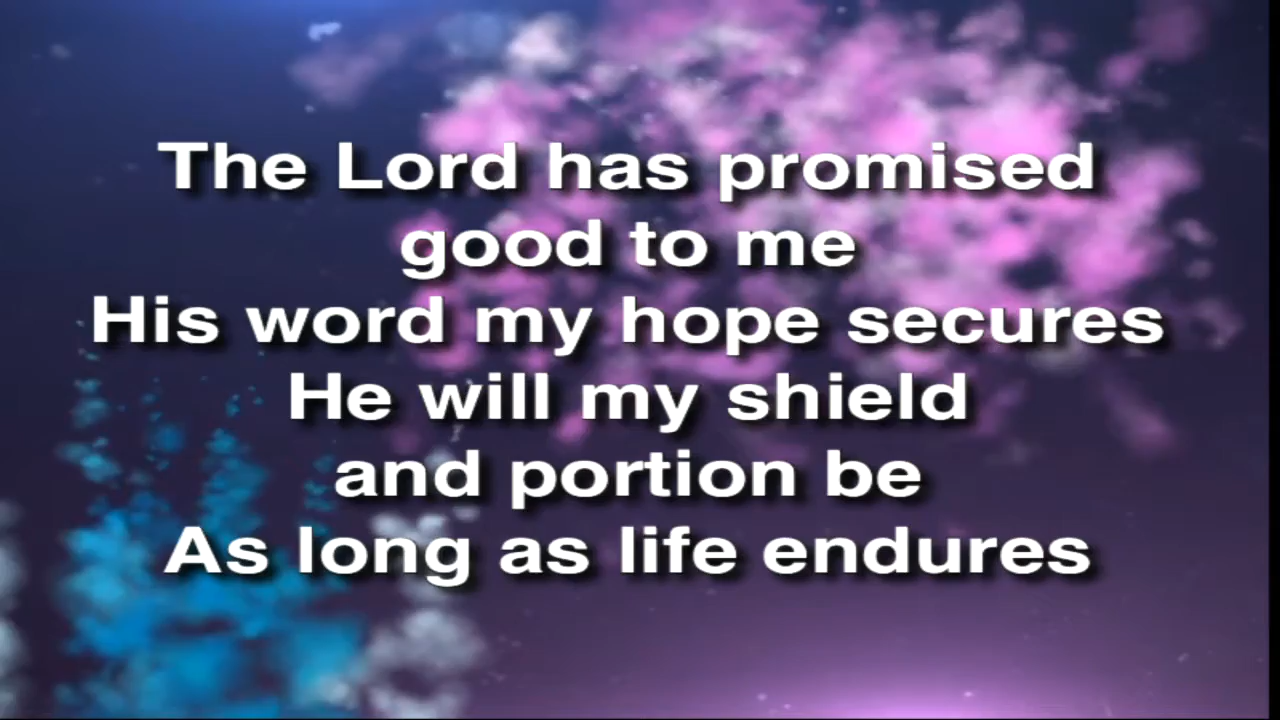 The Lord has promised
good to me
His word my hope secures
He will my shield
and portion be
As long as life endures